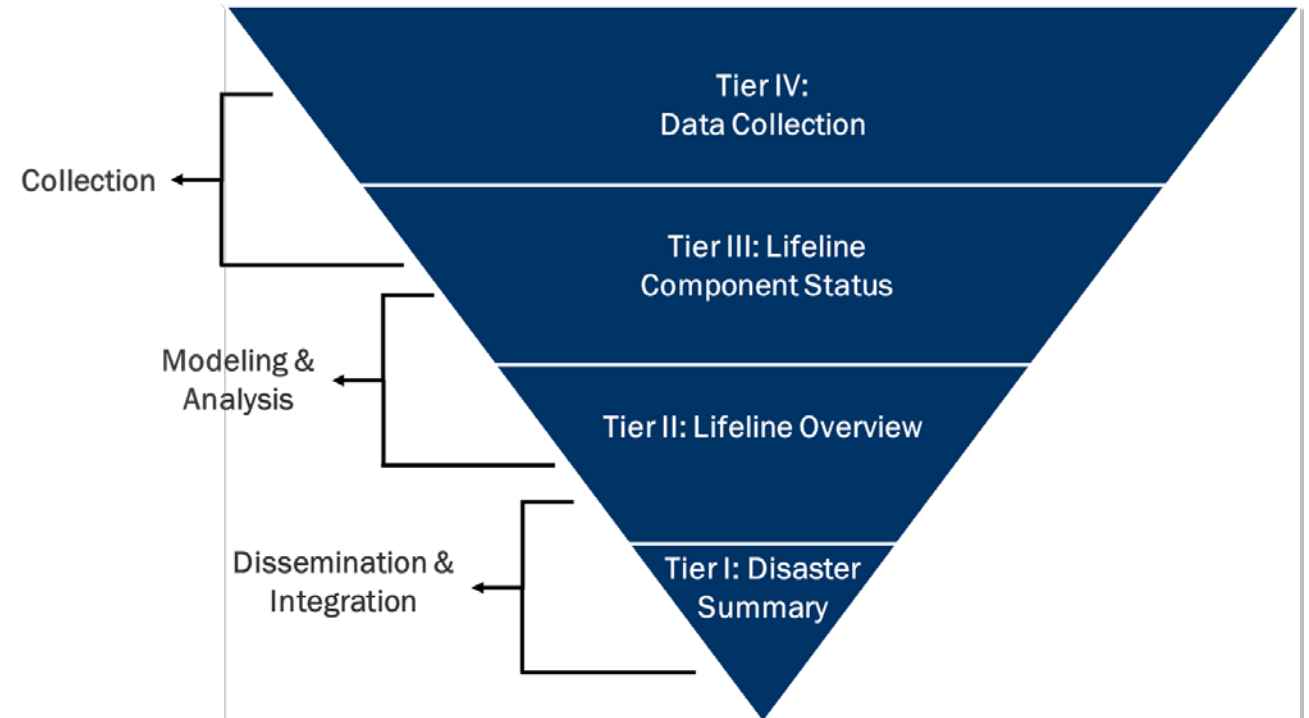 Tier IV:
Data Collection
Collection
Tier III: Lifeline
Component Status
Modeling &
Analysis
Tier II: Lifeline Overview
Dissemination &
Integration
Tier I: Disaster
Summary